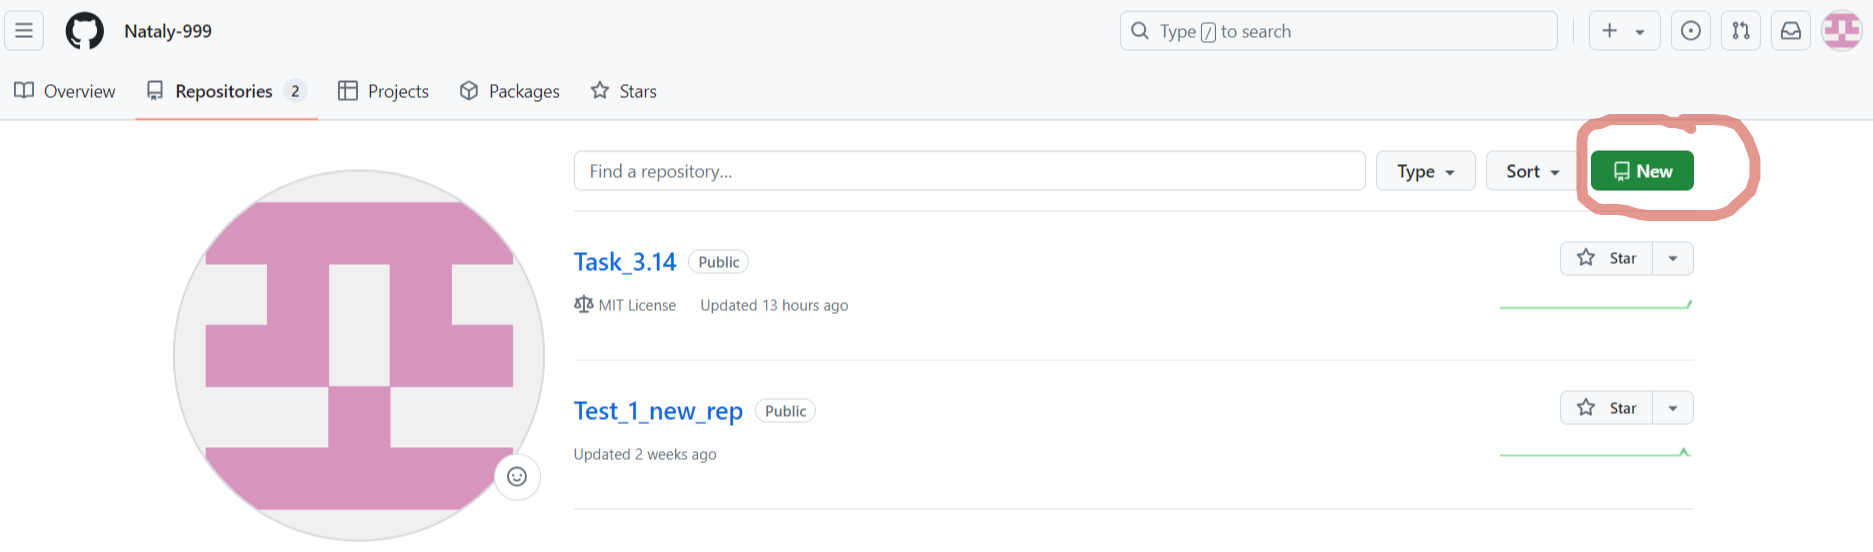 Nataly-999
Type / to search
Overview Repositories 2 Projects Packages Stars
Find a repository... Type Sort New
Task_3.14 Public Star
MIT License Updated 13 hours ago
Test_1_new_rep Public Star
Updated 2 weeks ago